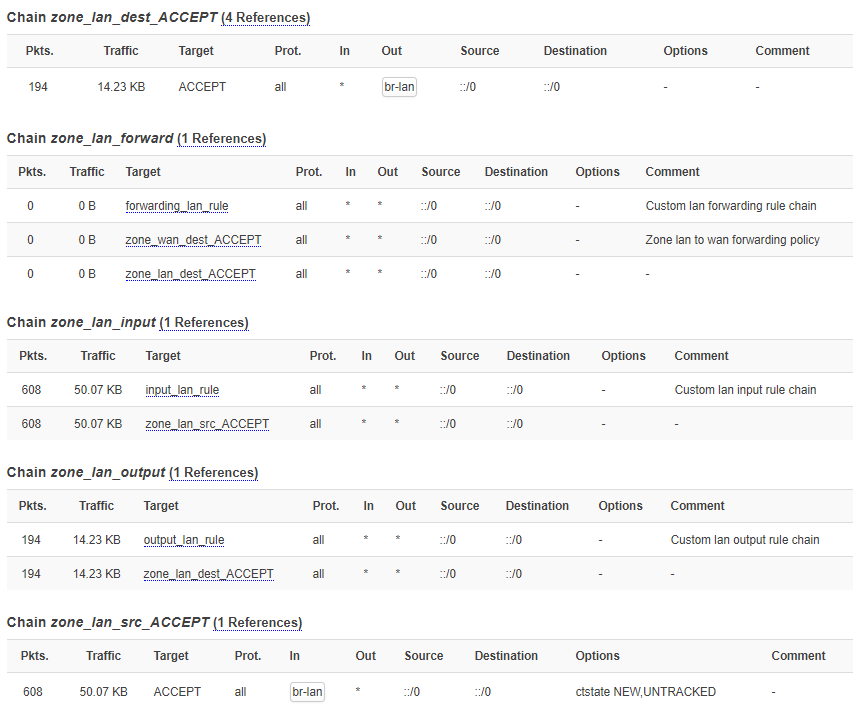 Chain zone_lan_dest_ACCEPT (4 References)
Pkts. Traffic Target Prot. In Out Source Destination Options Comment
194 14.23 KB ACCEPT all * br-lan ::/0 ::/0 - -
Chain zone_lan_forward (1 References)
Pkts. Traffic Target Prot. In Out Source Destination Options Comment
0 0 B forwarding_lan_rule all * * ::/0 ::/0 - Custom lan forwarding rule chain
0 0 B zone_wan_dest_ACCEPT all * * ::/0 ::/0 - Zone lan to wan forwarding policy
0 0 B zone_lan_dest_ACCEPT all * * ::/0 ::/0 - -
Chain zone_lan_input (1 References)
Pkts. Traffic Target Prot. In Out Source Destination Options Comment
608 50.07 KB input_lan_rule all * * ::/0 ::/0 - Custom lan input rule chain
608 50.07 KB zone_lan_src_ACCEPT all * * ::/0 ::/0 - -
Chain zone_lan_output (1 References)
Pkts. Traffic Target Prot. In Out Source Destination Options Comment
194 14.23 KB output_lan_rule all * * ::/0 ::/0 - Custom lan output rule chain
194 14.23 KB zone_lan_dest_ACCEPT all * * ::/0 ::/0 - -
Chain zone_lan_src_ACCEPT (1 References)
Pkts. Traffic Target Prot. In Out Source Destination Options Comment
608 50.07 KB ACCEPT all br-lan * ::/0 ::/0 ctstate NEW,UNTRACKED -